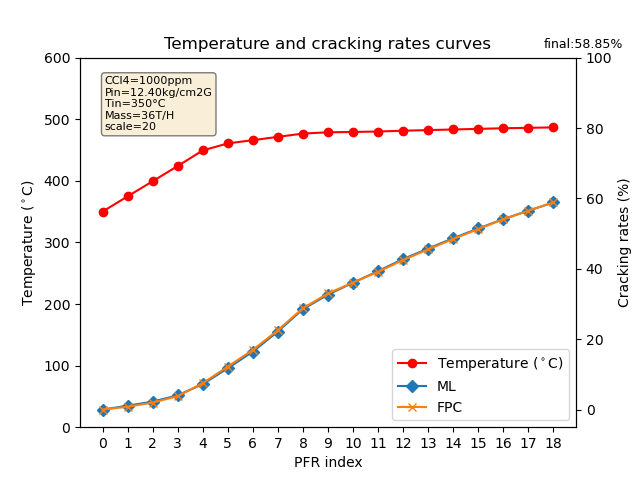 Temperature and cracking rates curves
final:58.85%
CCl4=1000ppm
Pin=12.40kg/cm2G
Tin=350°C
Mass=36T/H
scale=20
Temperature (°C)
600
500
400
300
200
100
0
Cracking rates (%)
100
80
60
40
20
0
Temperature (°C)
ML
FPC
0 1 2 3 4 5 6 7 8 9 10 11 12 13 14 15 16 17 18
PFR index